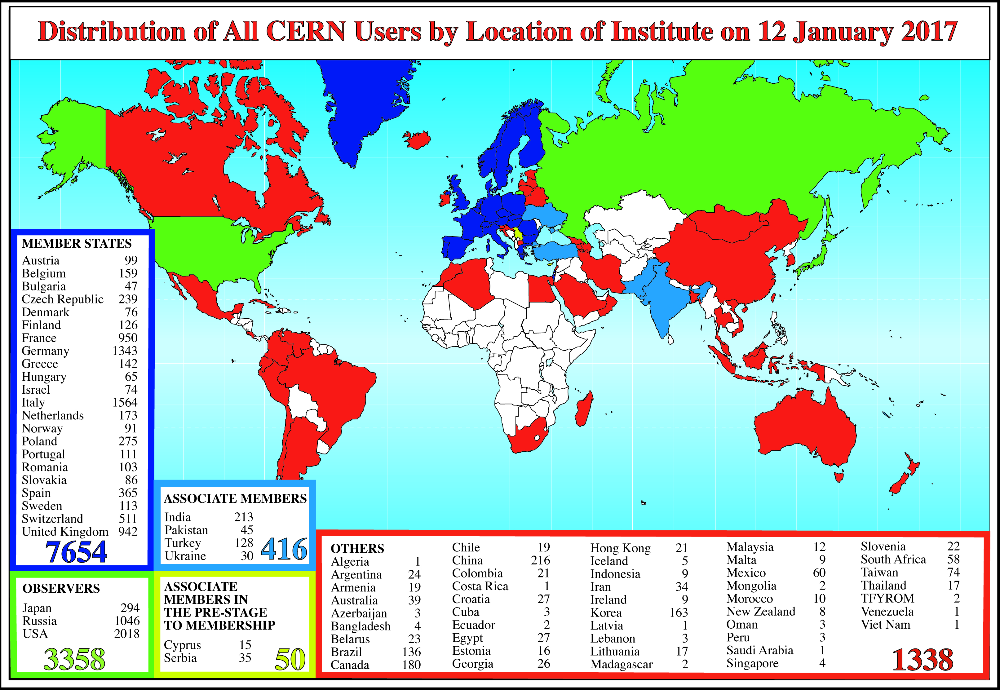 Distribution of All CERN Users by Location of Institute on 12 January 2017
MEMBER STATES
Austria 99
Belgium 159
Bulgaria 47
Czech Republic 239
Denmark 76
Finland 126
France 950
Germany 1343
Greece 142
Hungary 65
Israel 74
Italy 1564
Netherlands 173
Norway 91
Poland 275
Portugal 111
Romania 103
Slovakia 86
Spain 365
Sweden 113
Switzerland 511
United Kingdom 942
7654
OBSERVERS
Japan 294
Russia 1046
USA 2018
3358
ASSOCIATE MEMBERS
India 213
Pakistan 45
Turkey 128
Ukraine 30
416
ASSOCIATE
MEMBERS IN
THE PRE-STAGE
TO MEMBERSHIP
Cyprus 15
Serbia 35
50
OTHERS
Algeria 1
Argentina 24
Armenia 19
Australia 39
Azerbaijan 3
Bangladesh 4
Belarus 23
Brazil 136
Canada 180
Chile 19
China 216
Colombia 21
Costa Rica 1
Croatia 27
Cuba 3
Ecuador 2
Egypt 27
Estonia 16
Georgia 26
Hong Kong 21
Iceland 5
Indonesia 9
Iran 34
Ireland 9
Korea 163
Latvia 1
Lebanon 3
Lithuania 17
Madagascar 2
Malaysia 12
Malta 9
Mexico 60
Mongolia 2
Morocco 10
New Zealand 8
Oman 3
Peru 3
Saudi Arabia 1
Singapore 4
Slovenia 22
South Africa 58
Taiwan 74
Thailand 17
TFYROM 2
Venezuela 1
Viet Nam 1
1338